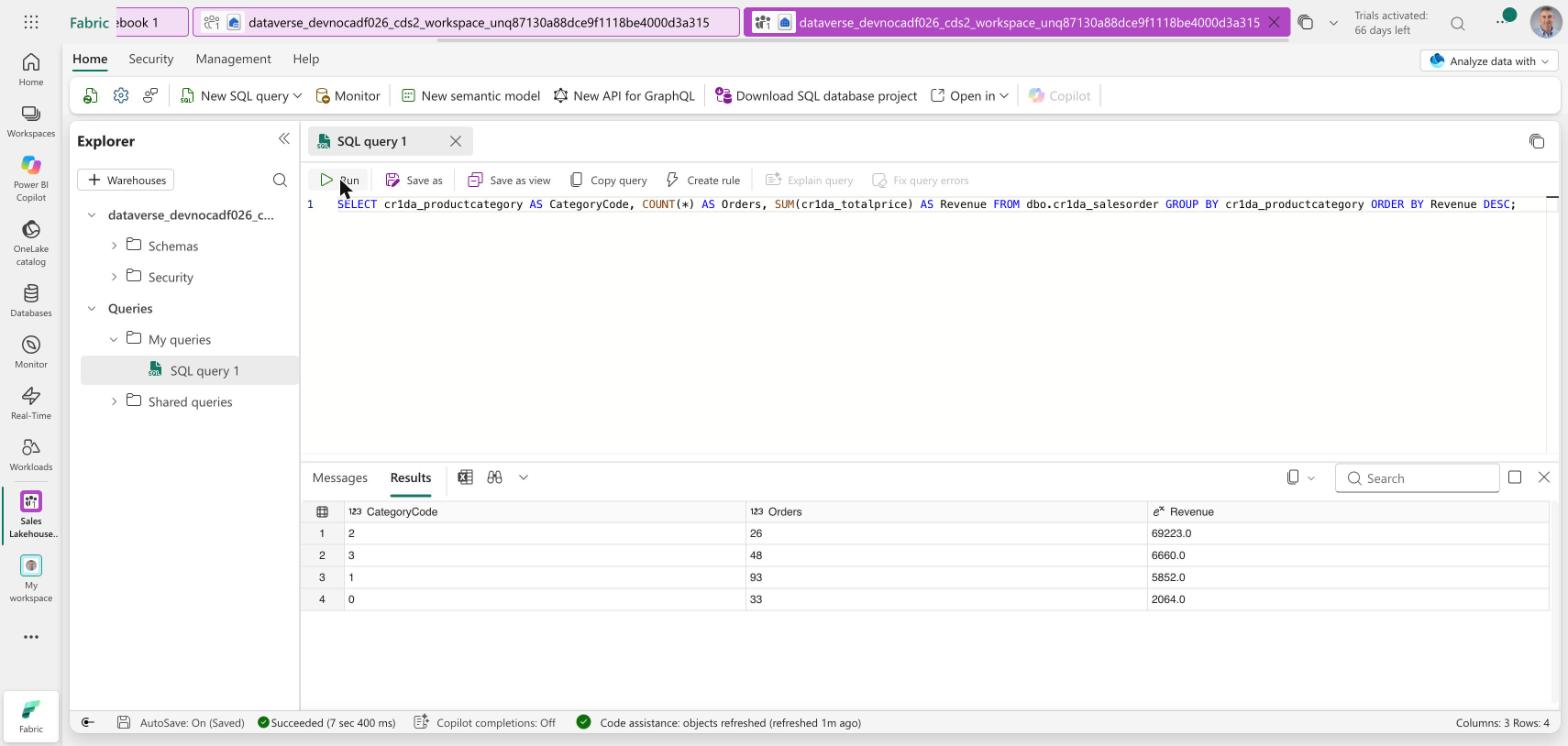 Fabric
ebook 1
dataverse_devnocadf026_cds2_workspace_unq87130a88dce9f1118be4000d3a315
dataverse_devnocadf026_cds2_workspace_unq87130a88dce9f1118be4000d3a315
Trials activated:
66 days left
Home
Security
Management
Help
Analyze data with
New SQL query
Monitor
New semantic model
New API for GraphQL
Download SQL database project
Open in
Copilot
Home
Workspaces
Power BI
Copilot
OneLake
catalog
Databases
Monitor
Real-Time
Workloads
Sales
Lakehouse..
My
workspace
Fabric
Explorer
Warehouses
dataverse_devnocadf026_c...
Schemas
Security
Queries
My queries
SQL query 1
Shared queries
SQL query 1
Run
Save as
Save as view
Copy query
Create rule
Explain query
Fix query errors
1 SELECT cr1da_productcategory AS CategoryCode, COUNT(*) AS Orders, SUM(cr1da_totalprice) AS Revenue FROM dbo.cr1da_salesorder GROUP BY cr1da_productcategory ORDER BY Revenue DESC;
Messages
Results
Search
123 CategoryCode 123 Orders Revenue
1 2 26 69223.0
2 3 48 6660.0
3 1 93 5852.0
4 0 33 2064.0
AutoSave: On (Saved)
Succeeded (7 sec 400 ms)
Copilot completions: Off
Code assistance: objects refreshed (refreshed 1m ago)
Columns: 3 Rows: 4